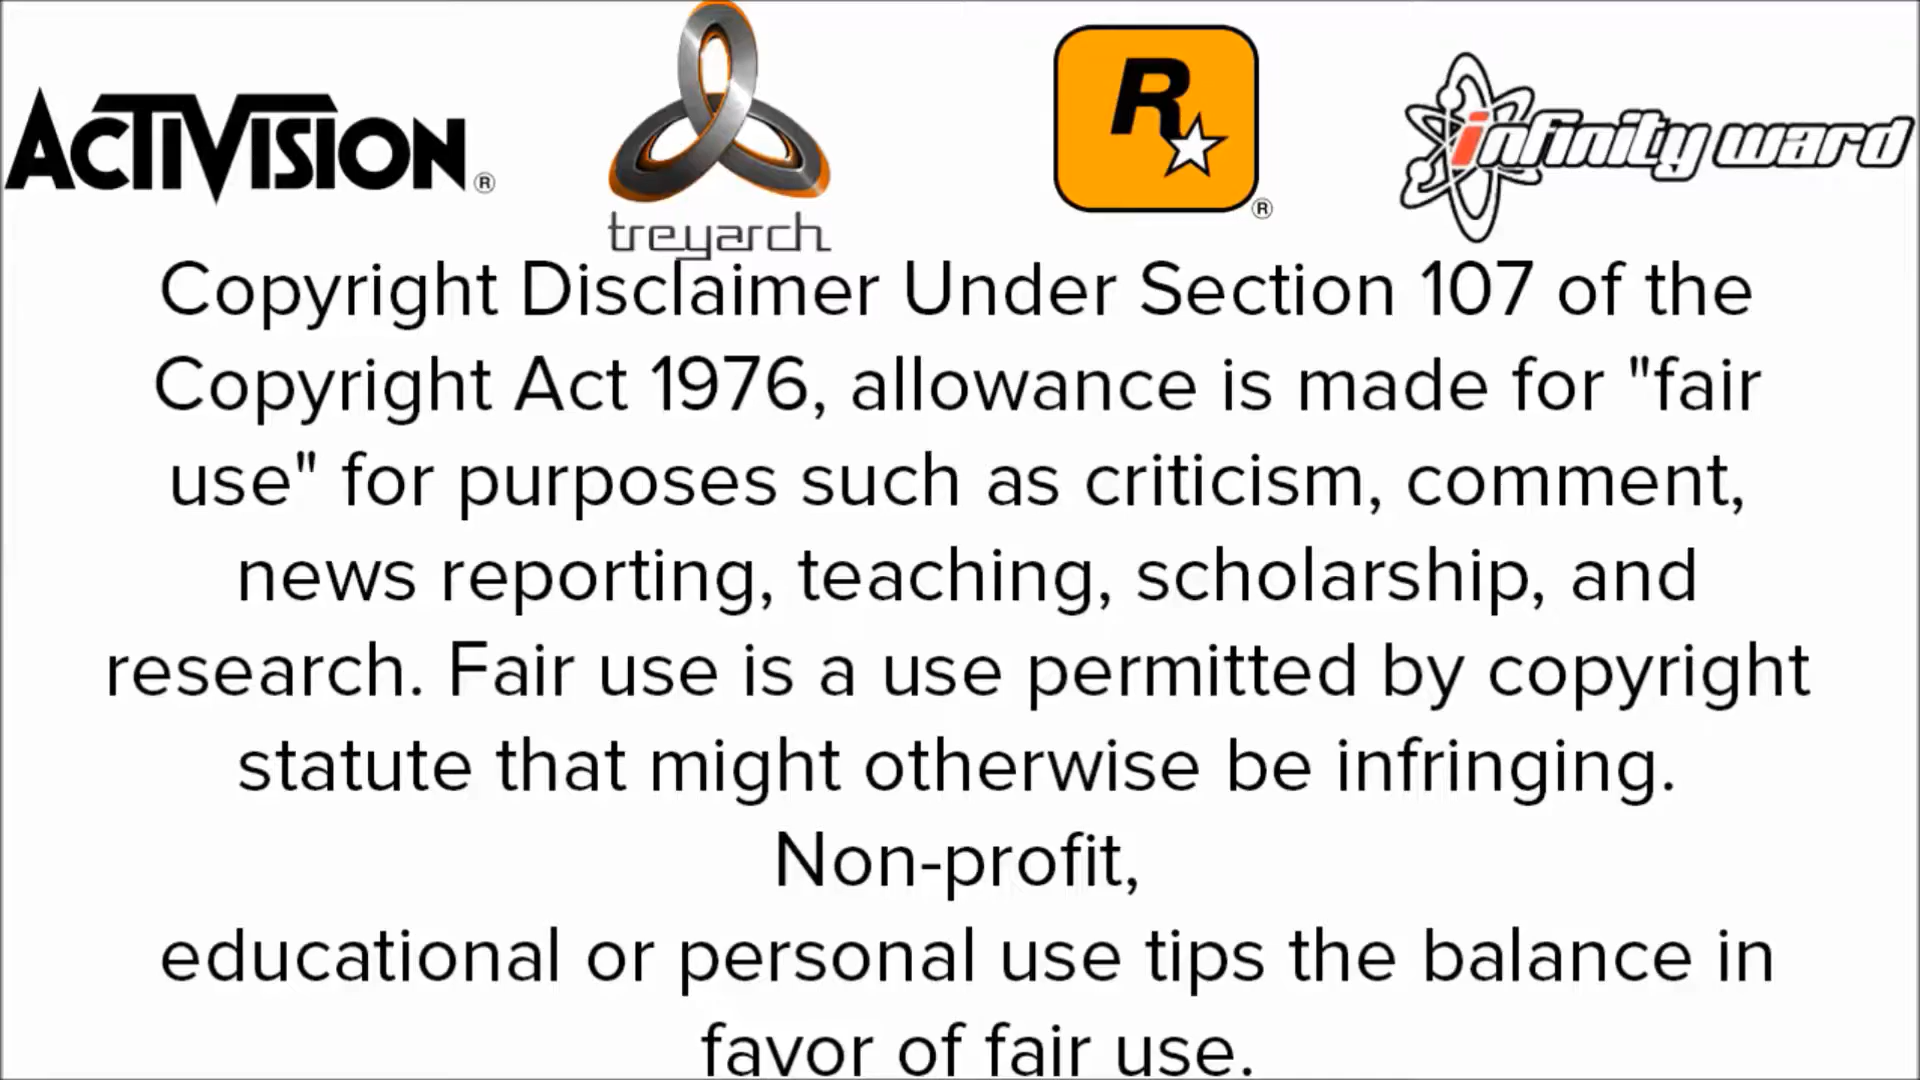 ACTIVISION®
treyarch
R®
infinity ward
Copyright Disclaimer Under Section 107 of the
Copyright Act 1976, allowance is made for "fair
use" for purposes such as criticism, comment,
news reporting, teaching, scholarship, and
research. Fair use is a use permitted by copyright
statute that might otherwise be infringing.
Non-profit,
educational or personal use tips the balance in
favor of fair use.